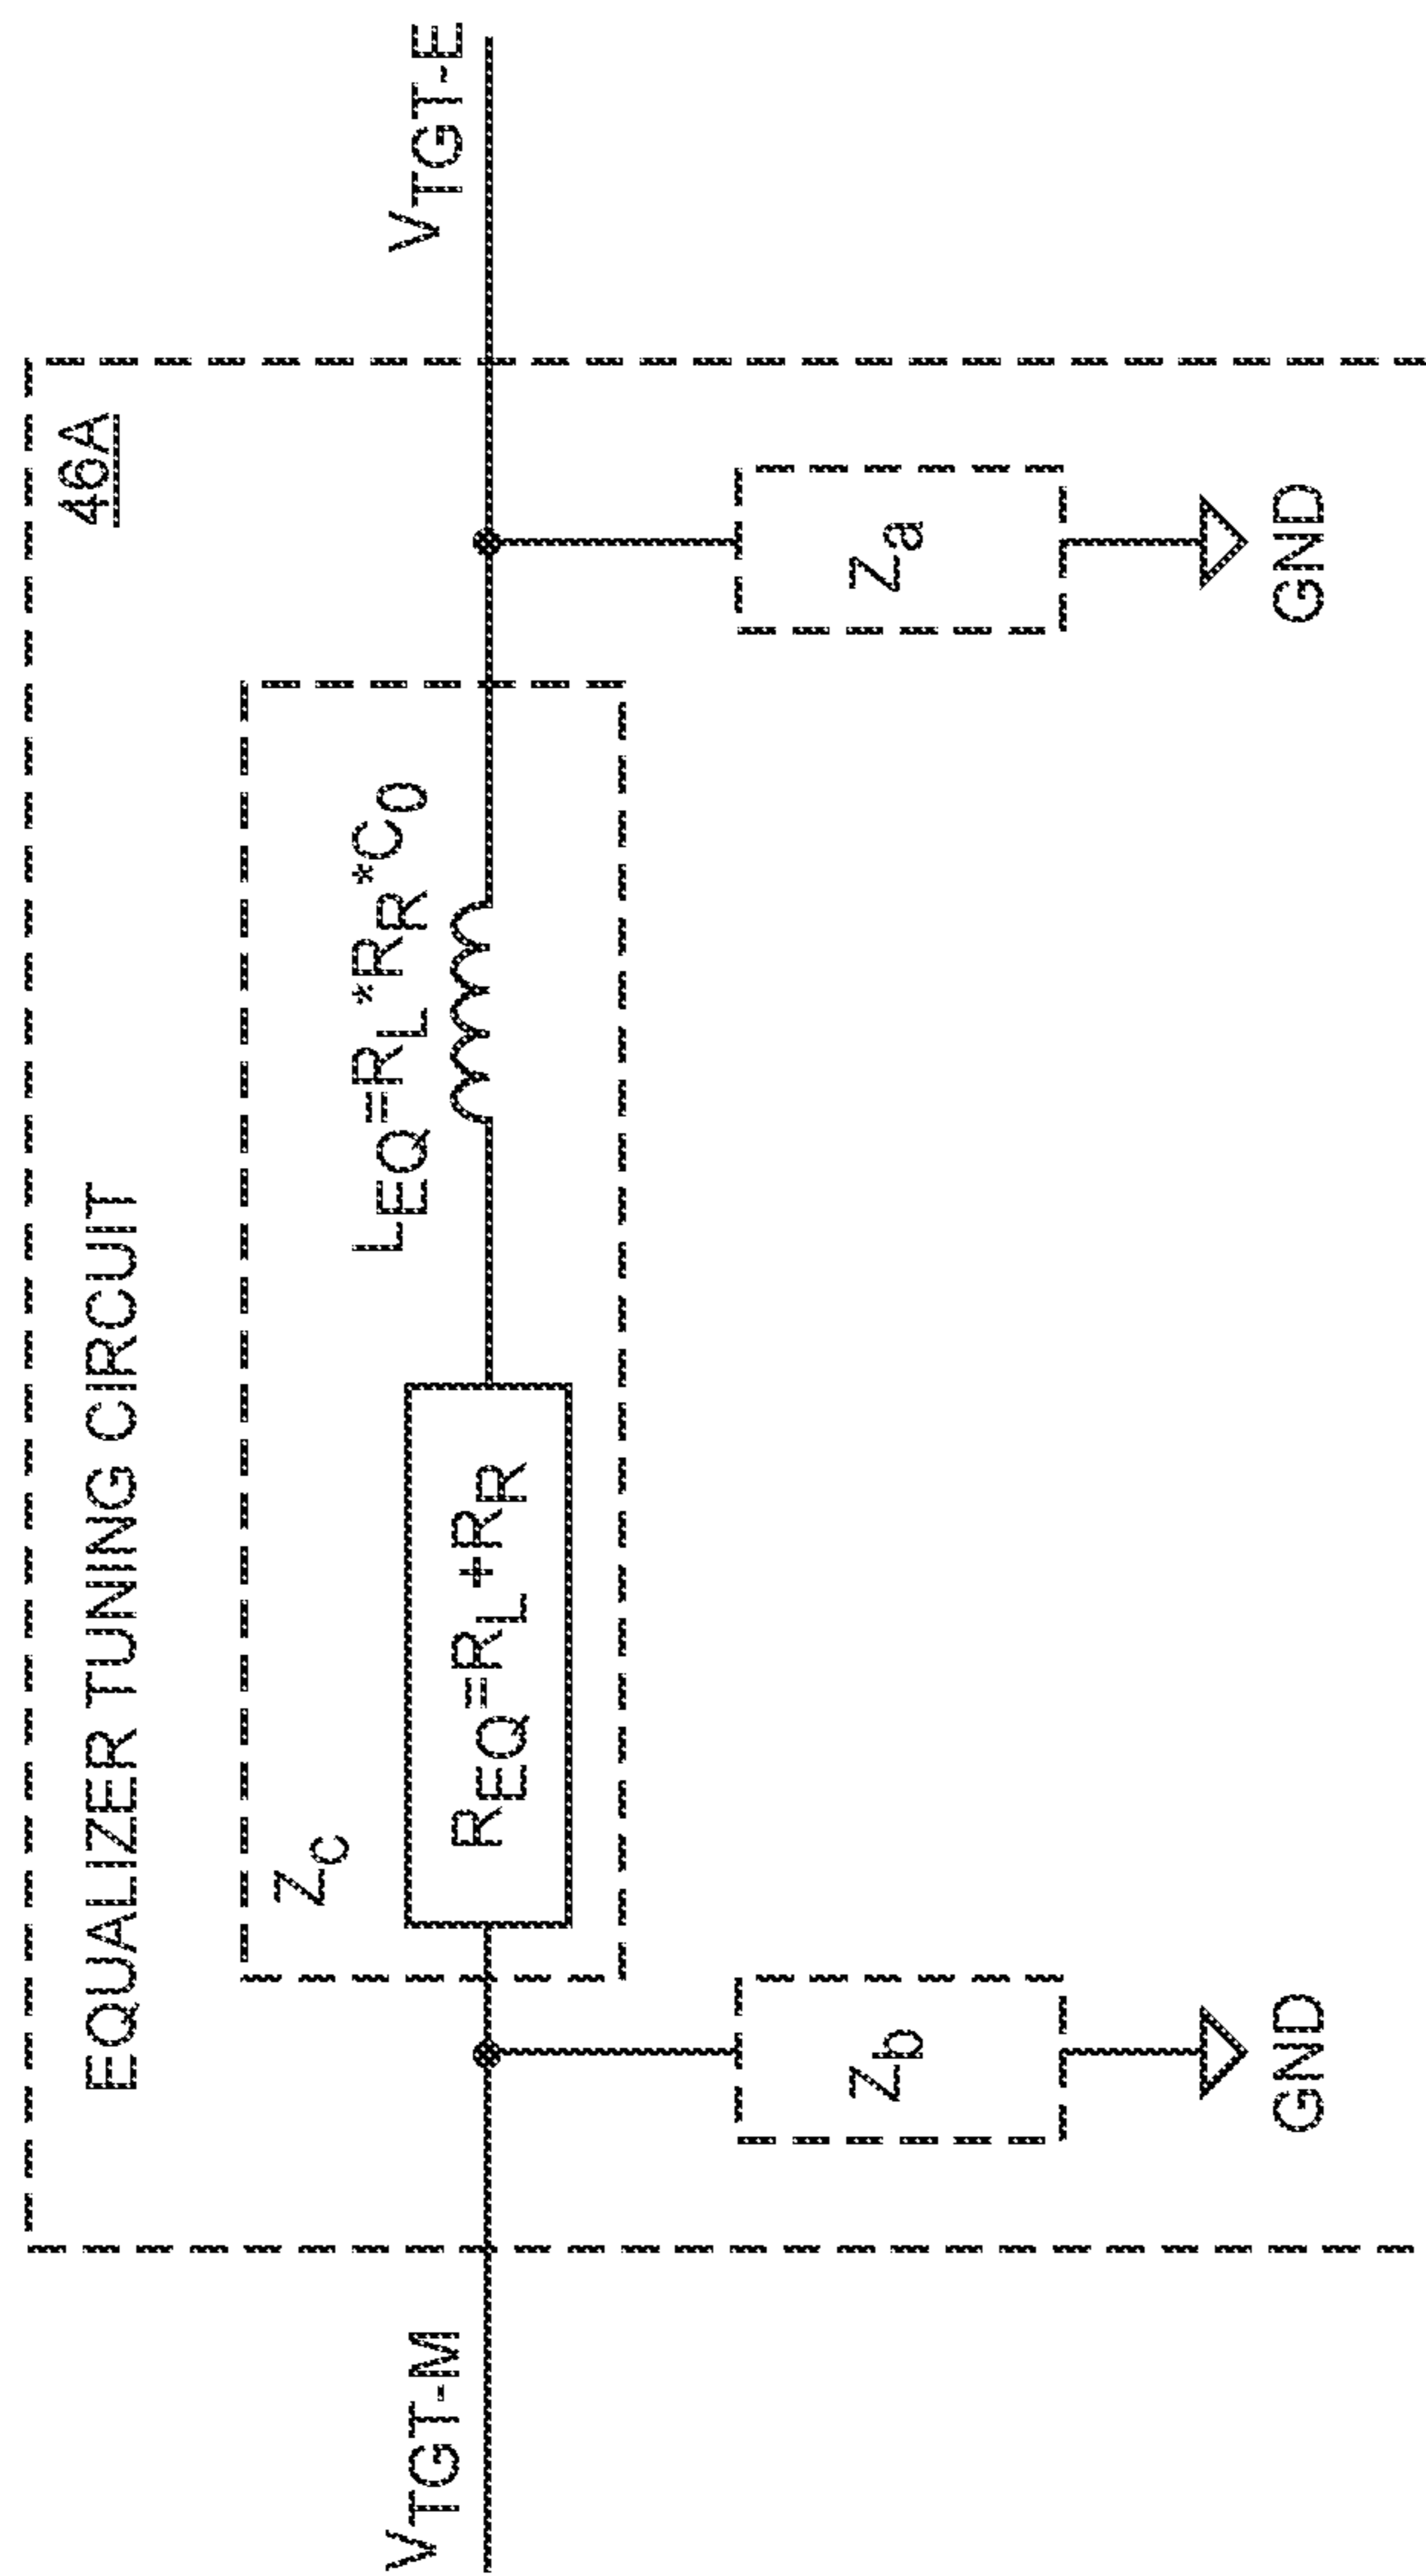 EQUALIZER TUNING CIRCUIT
46A
V_TGT-M
V_TGT-E
Z_c
R_EQ=R_L+R_R
L_EQ=R_L*R_R*C_0
Z_b
Z_a
GND
GND